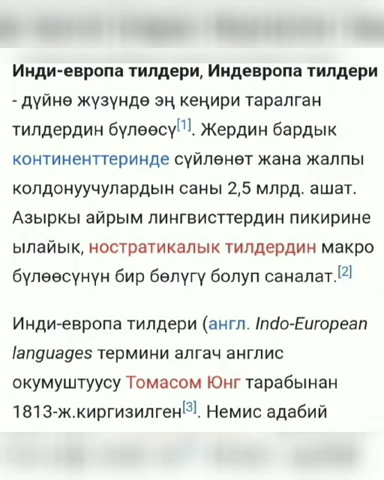 Инди-европа тилдери, Индевропа тилдери
- дүйнө жүзүндө эң кеңири таралган
тилдердин бүлөөсү[1]. Жердин бардык
континенттеринде сүйлөнөт жана жалпы
колдонуучулардын саны 2,5 млрд. ашат.
Азыркы айрым лингвисттердин пикирине
ылайык, ностратикалык тилдердин макро
бүлөөсүнүн бир бөлүгү болуп саналат.[2]
Инди-европа тилдери (англ. Indo-European
languages термини алгач англис
окумуштуусу Томасом Юнг тарабынан
1813-ж.киргизилген[3]. Немис адабий